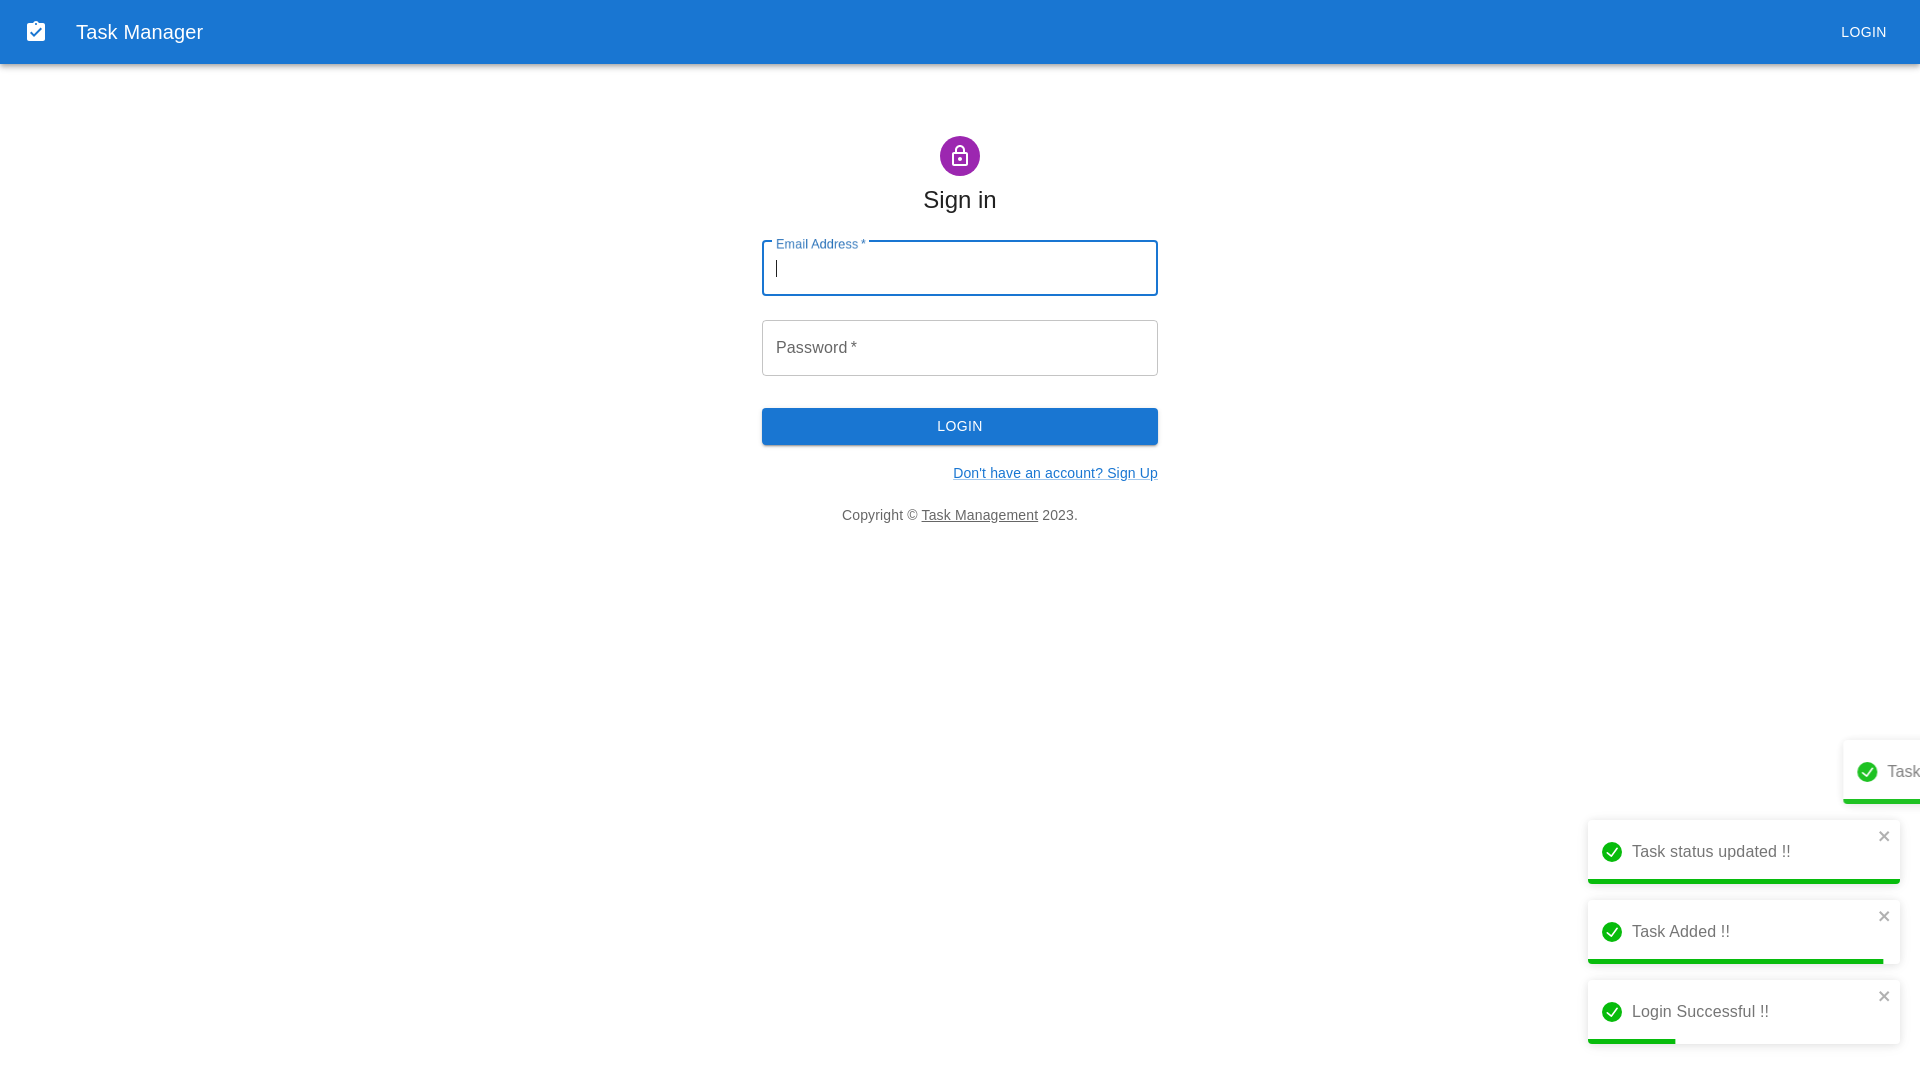 Task Manager
LOGIN
Sign in
Email Address *
Password *
LOGIN
Don't have an account? Sign Up
Copyright © Task Management 2023.
Task
Task status updated !!
Task Added !!
Login Successful !!